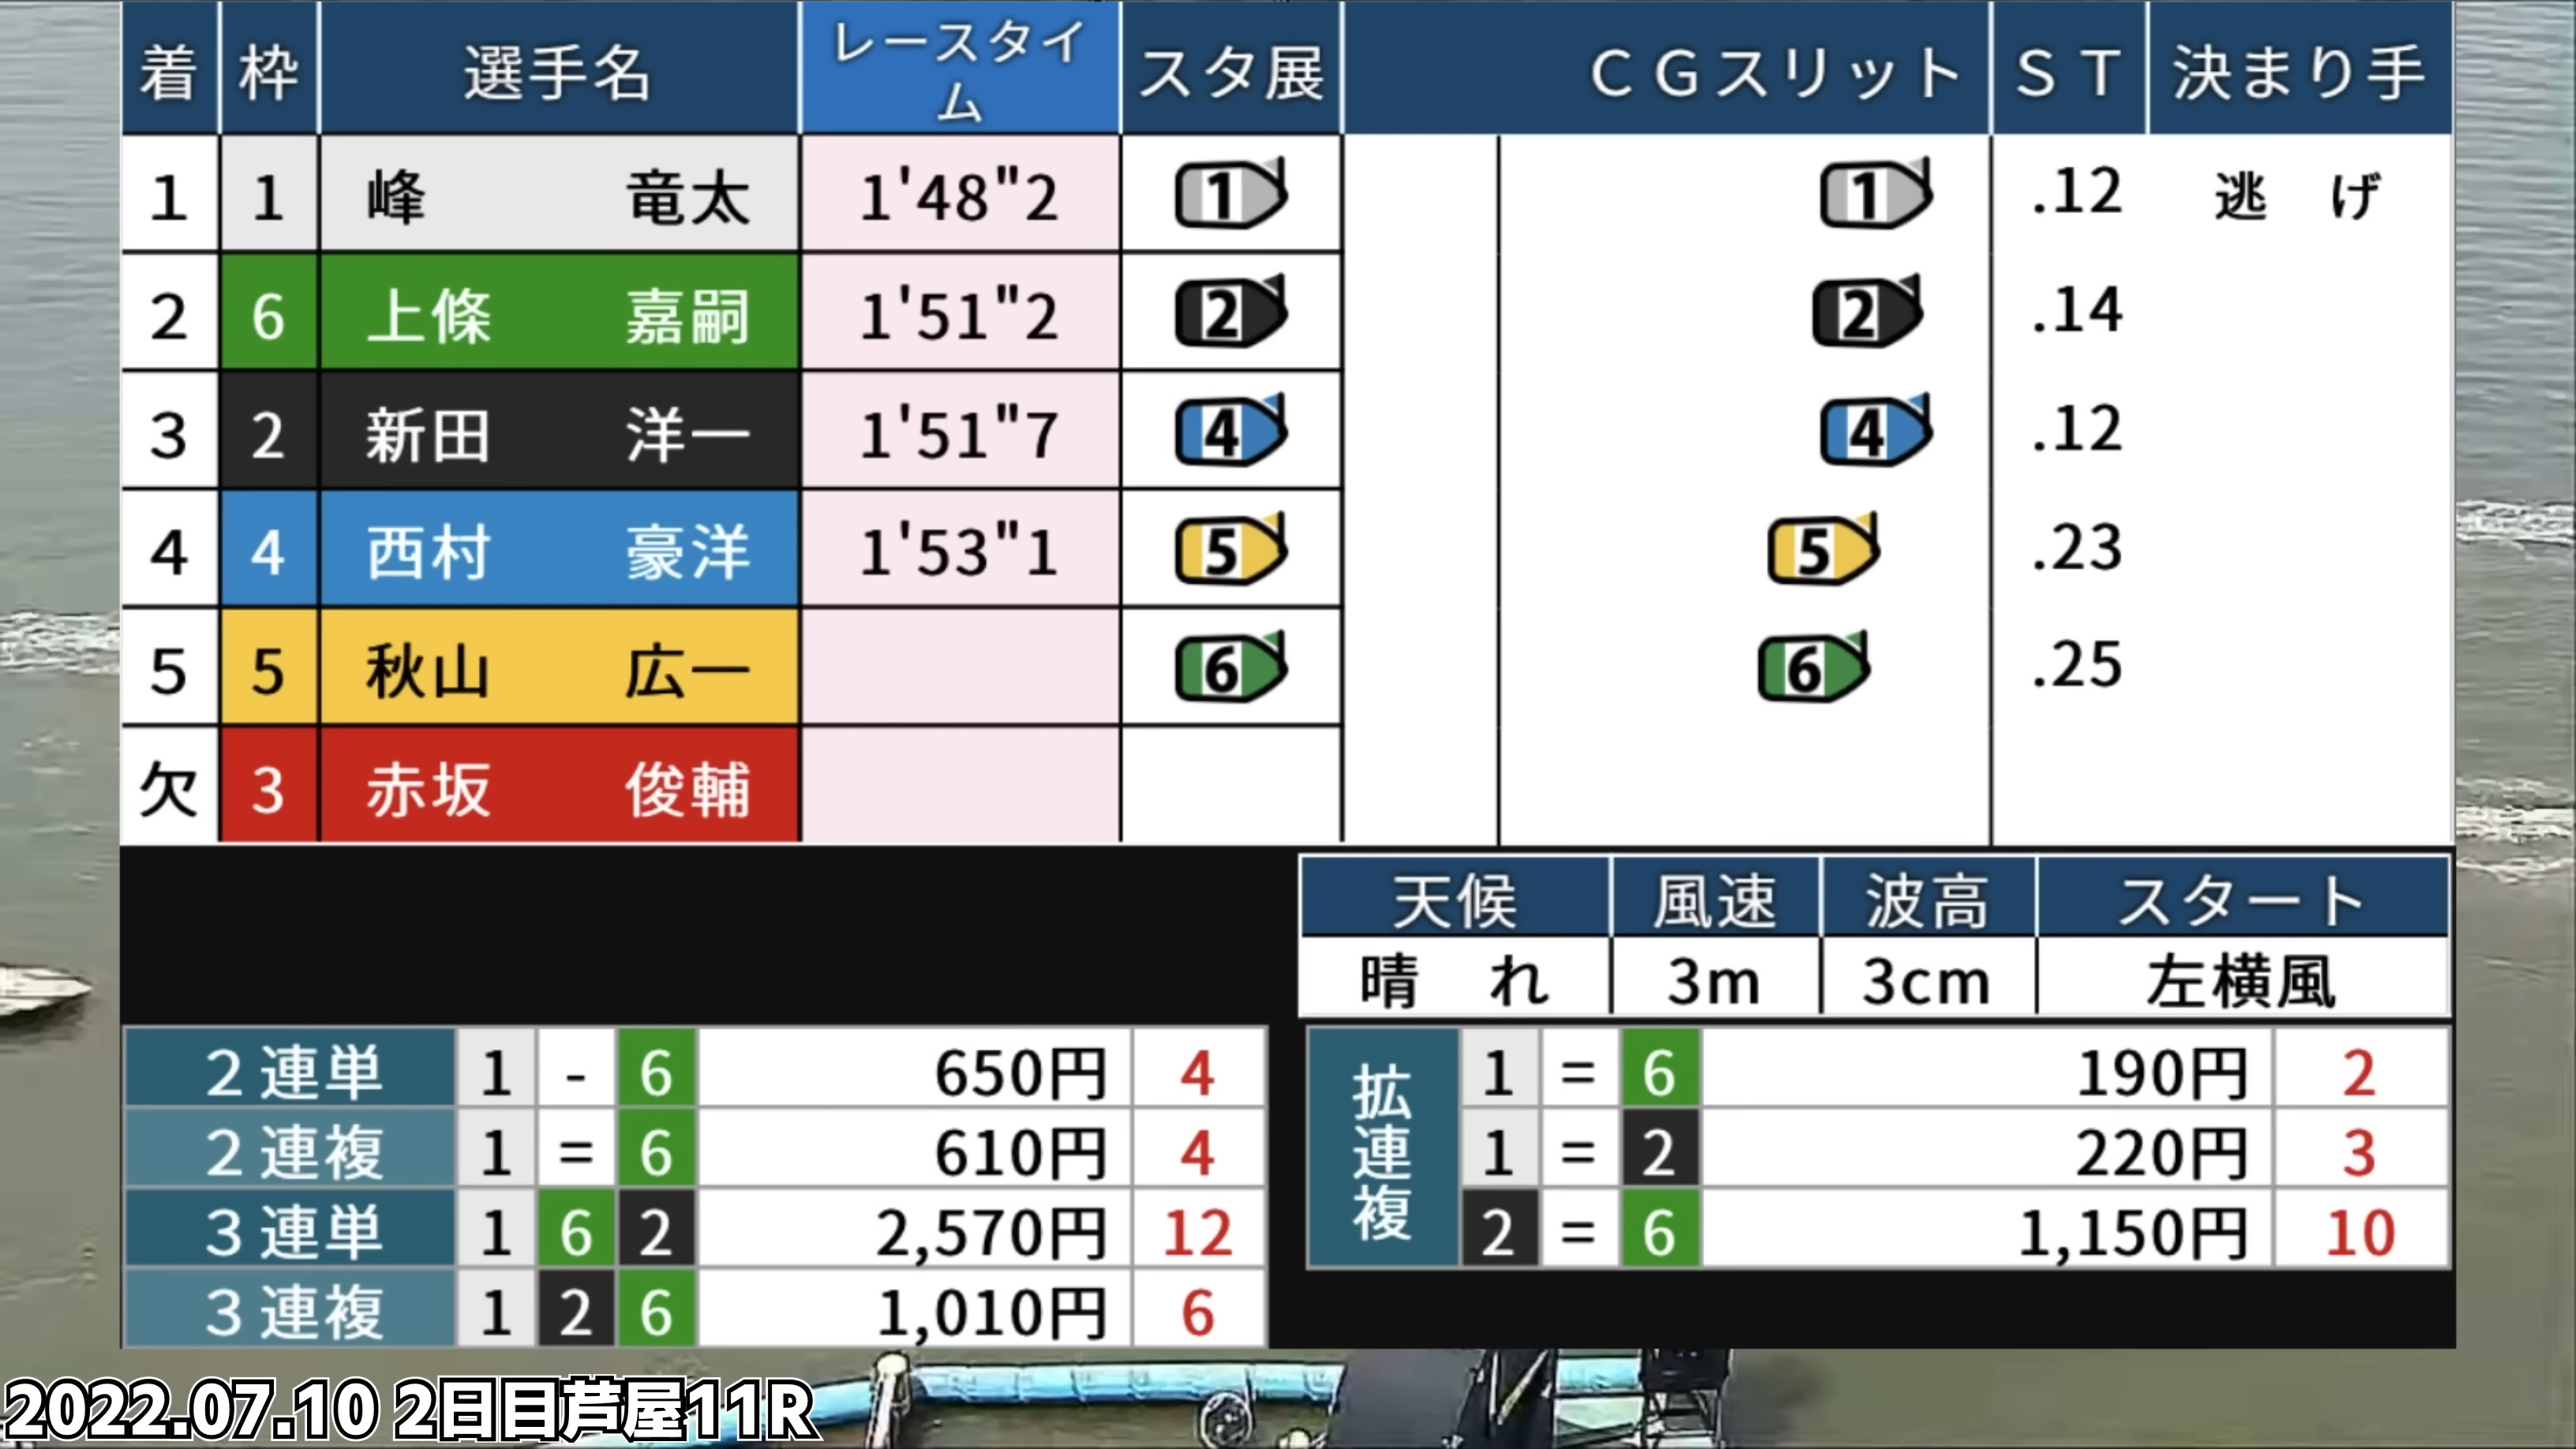 着 枠 選手名 レースタイム スタ展 CGスリット ST 決まり手
1 1 峰 竜太 1'48"2 1 1 .12 逃げ
2 6 上條 嘉嗣 1'51"2 2 2 .14
3 2 新田 洋一 1'51"7 4 4 .12
4 4 西村 豪洋 1'53"1 5 5 .23
5 5 秋山 広一 6 6 .25
欠 3 赤坂 俊輔
天候 風速 波高 スタート
晴れ 3m 3cm 左横風
2連単 1 - 6 650円 4
2連複 1 = 6 610円 4
3連単 1 6 2 2,570円 12
3連複 1 2 6 1,010円 6
拡連複
1 = 6 190円 2
1 = 2 220円 3
2 = 6 1,150円 10
2022.07.10 2日目芦屋11R